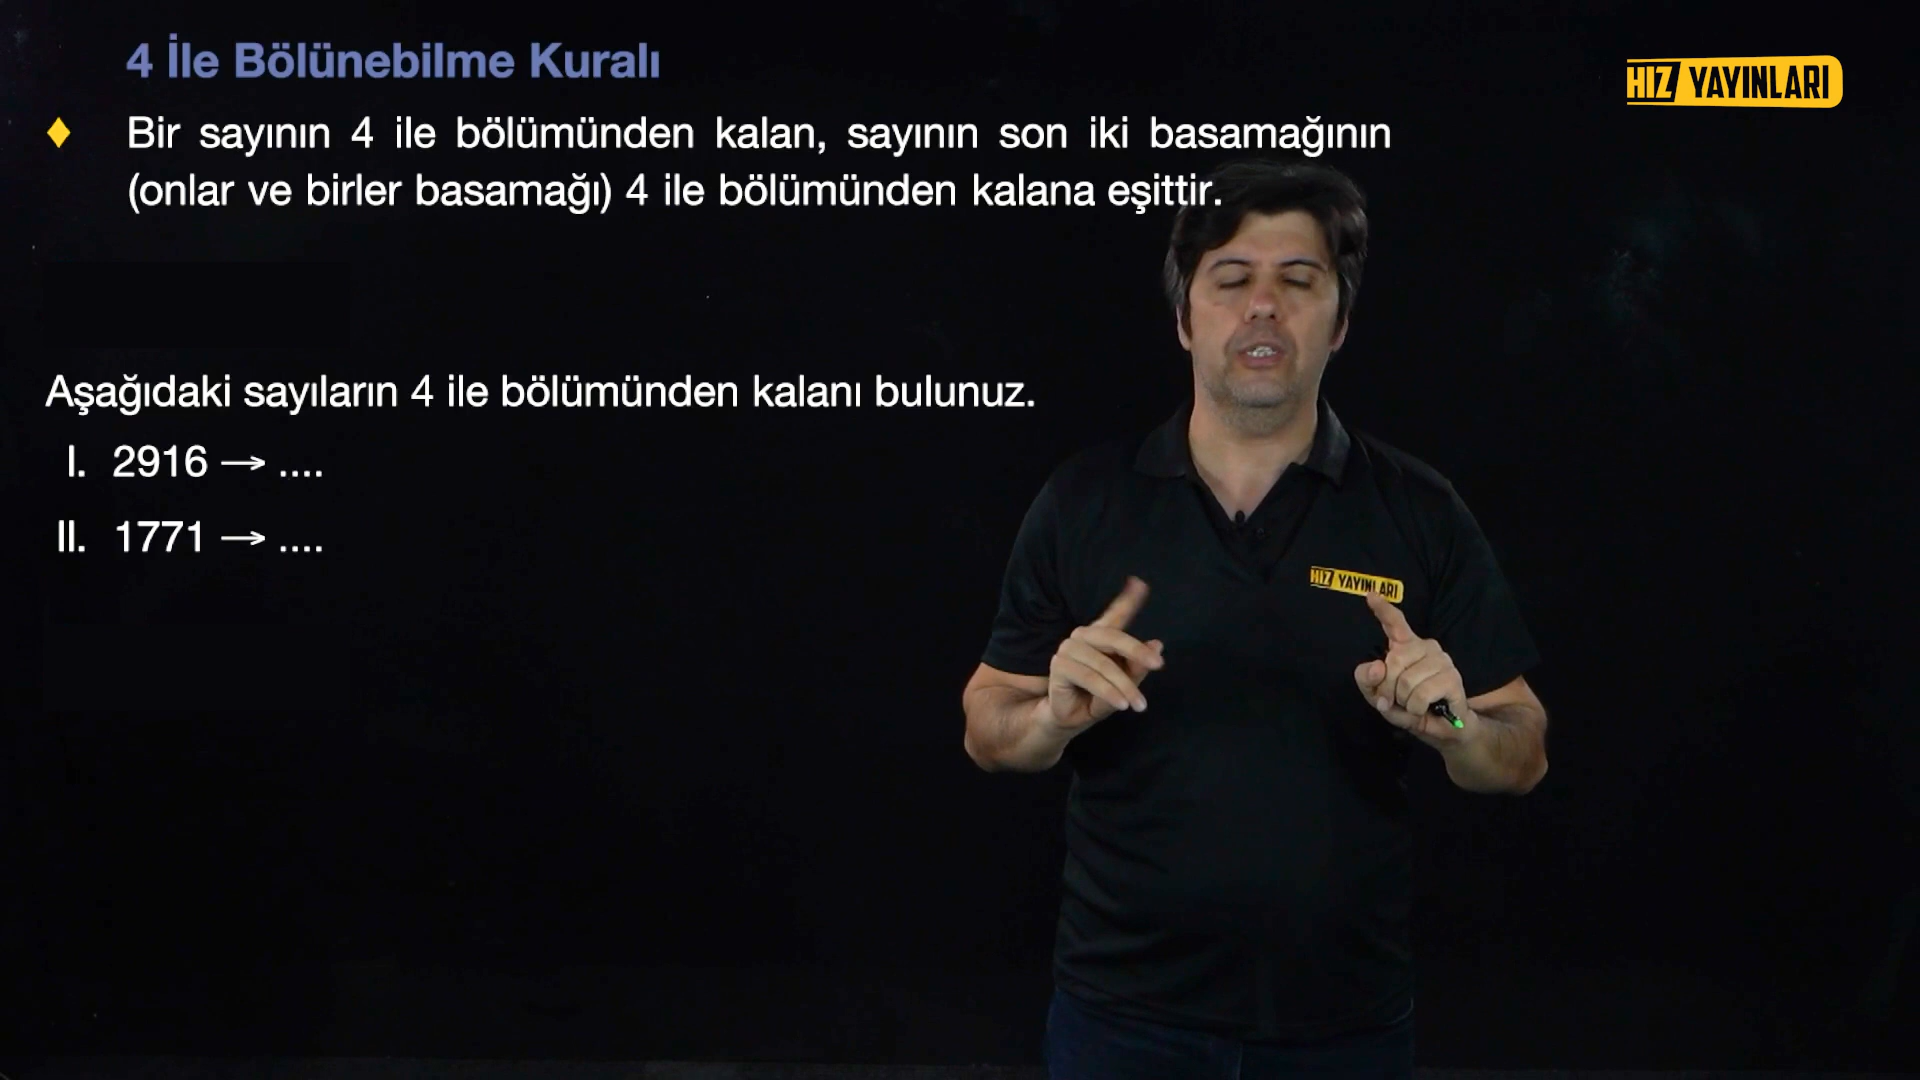 4 İle Bölünebilme Kuralı
HIZ YAYINLARI
Bir sayının 4 ile bölümünden kalan, sayının son iki basamağının
(onlar ve birler basamağı) 4 ile bölümünden kalana eşittir.
Aşağıdaki sayıların 4 ile bölümünden kalanı bulunuz.
I. 2916 → ....
II. 1771 → ....
HIZ YAYINLARI